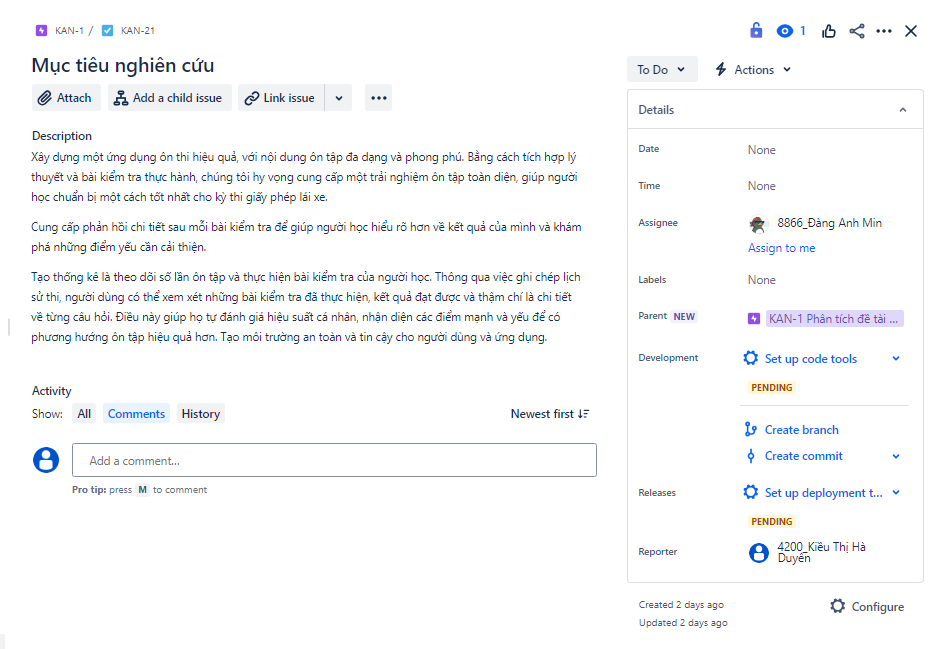 KAN-1 / KAN-21
1
Mục tiêu nghiên cứu
Attach
Add a child issue
Link issue
Description
Xây dựng một ứng dụng ôn thi hiệu quả, với nội dung ôn tập đa dạng và phong phú. Bằng cách tích hợp lý
thuyết và bài kiểm tra thực hành, chúng tôi hy vọng cung cấp một trải nghiệm ôn tập toàn diện, giúp người
học chuẩn bị một cách tốt nhất cho kỳ thi giấy phép lái xe.
Cung cấp phản hồi chi tiết sau mỗi bài kiểm tra để giúp người học hiểu rõ hơn về kết quả của mình và khám
phá những điểm yếu cần cải thiện.
Tạo thống kê là theo dõi số lần ôn tập và thực hiện bài kiểm tra của người học. Thông qua việc ghi chép lịch
sử thi, người dùng có thể xem xét những bài kiểm tra đã thực hiện, kết quả đạt được và thậm chí là chi tiết
về từng câu hỏi. Điều này giúp họ tự đánh giá hiệu suất cá nhân, nhận diện các điểm mạnh và yếu để có
phương hướng ôn tập hiệu quả hơn. Tạo môi trường an toàn và tin cậy cho người dùng và ứng dụng.
Activity
Show: All Comments History
Newest first
Add a comment...
Pro tip: press M to comment
To Do
Actions
Details
Date
None
Time
None
Assignee
8866_Đàng Anh Min
Assign to me
Labels
None
Parent NEW
KAN-1 Phân tích đề tài ...
Development
Set up code tools
PENDING
Create branch
Create commit
Releases
Set up deployment t...
PENDING
Reporter
4200_Kiều Thị Hà
Duyên
Created 2 days ago
Updated 2 days ago
Configure